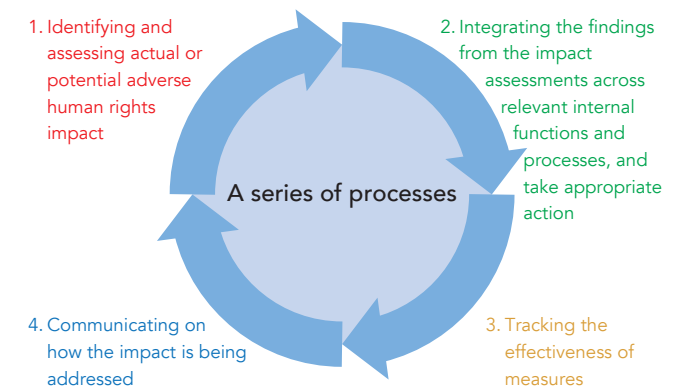 1. Identifying and
assessing actual or
potential adverse
human rights
impact
2. Integrating the findings
from the impact
assessments across
relevant internal
functions and
processes, and
take appropriate
action
A series of processes
3. Tracking the
effectiveness of
measures
4. Communicating on
how the impact is being
addressed